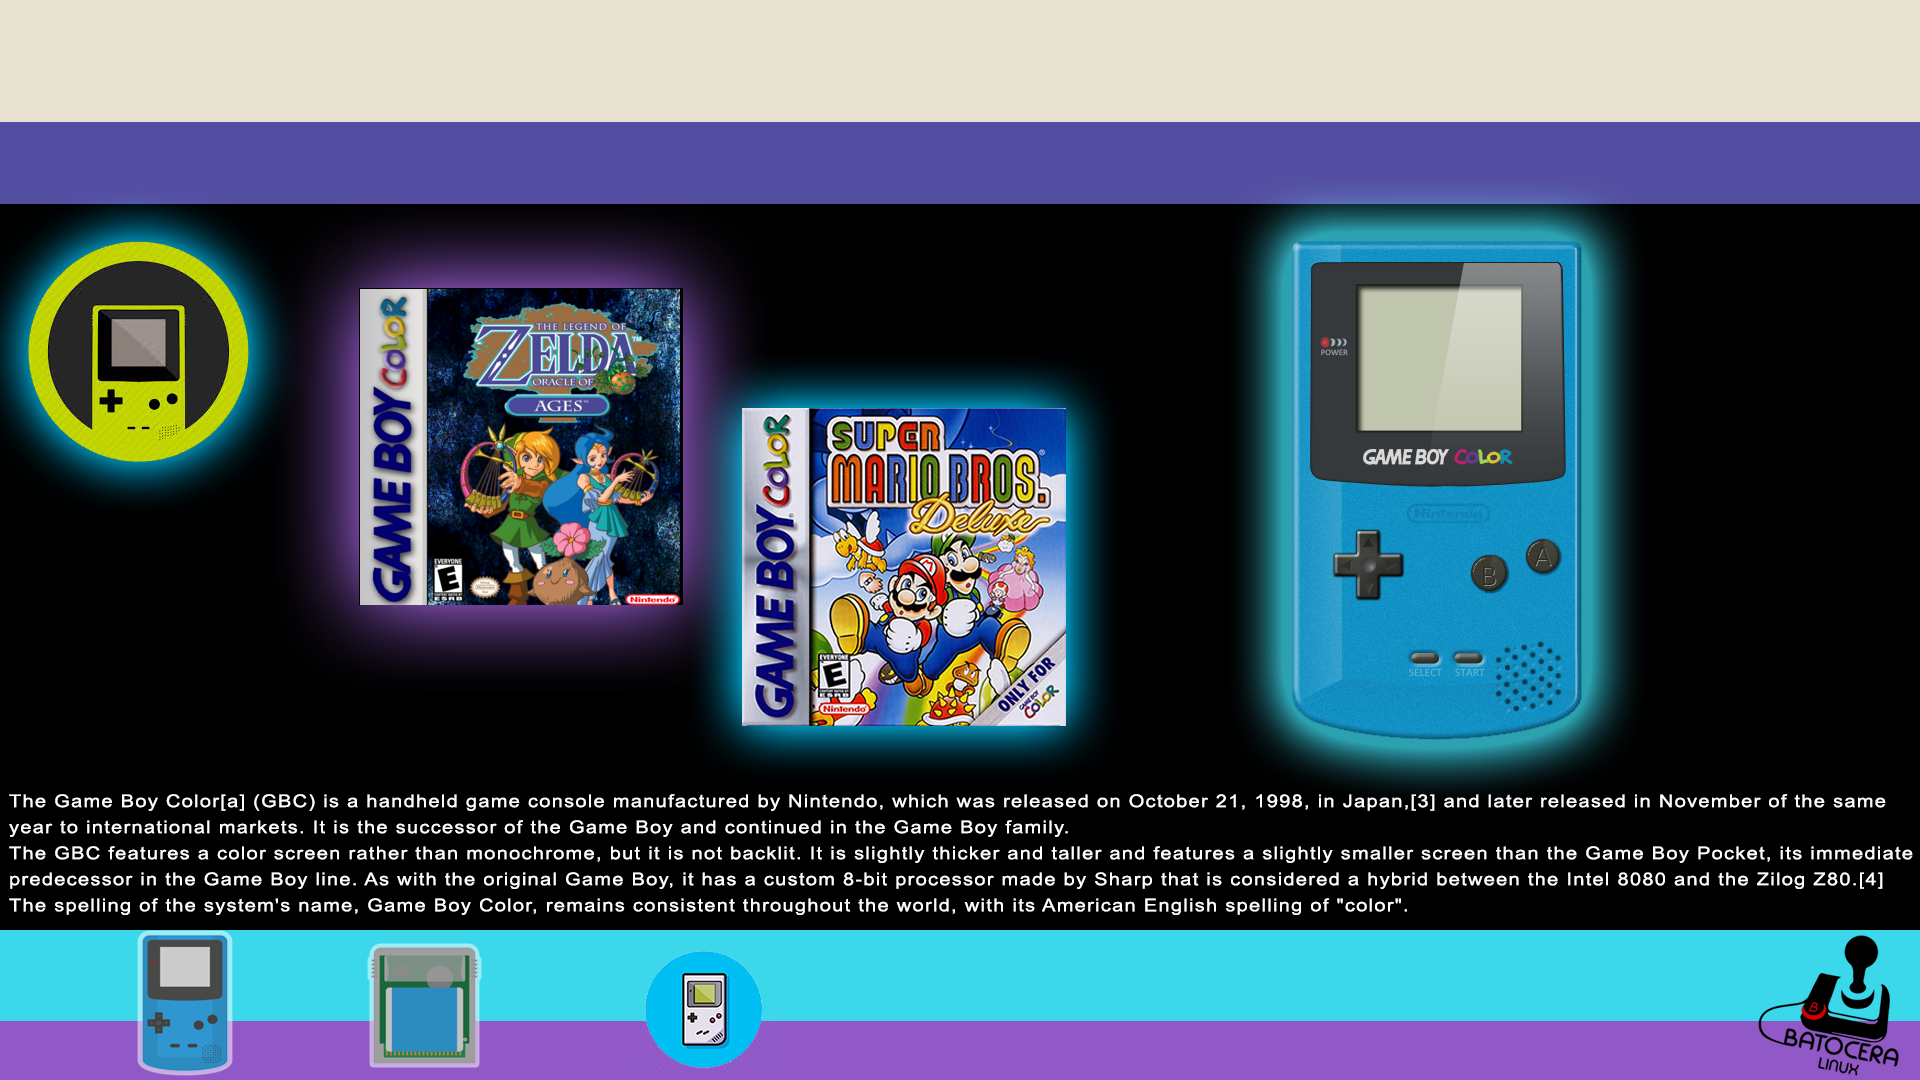 GAME BOY COLOR
THE LEGEND OF
ZELDA
ORACLE OF
AGES
EVERYONE
E
ESRB
Nintendo
GAME BOY COLOR
SUPER
MARIO BROS.
Deluxe
EVERYONE
E
ESRB
Nintendo
ONLY FOR
GAME BOY
COLOR
POWER
GAME BOY COLOR
Nintendo
A
B
SELECT START
The Game Boy Color[a] (GBC) is a handheld game console manufactured by Nintendo, which was released on October 21, 1998, in Japan,[3] and later released in November of the same
year to international markets. It is the successor of the Game Boy and continued in the Game Boy family.
The GBC features a color screen rather than monochrome, but it is not backlit. It is slightly thicker and taller and features a slightly smaller screen than the Game Boy Pocket, its immediate
predecessor in the Game Boy line. As with the original Game Boy, it has a custom 8-bit processor made by Sharp that is considered a hybrid between the Intel 8080 and the Zilog Z80.[4]
The spelling of the system's name, Game Boy Color, remains consistent throughout the world, with its American English spelling of "color".
B
BATOCERA
LINUX